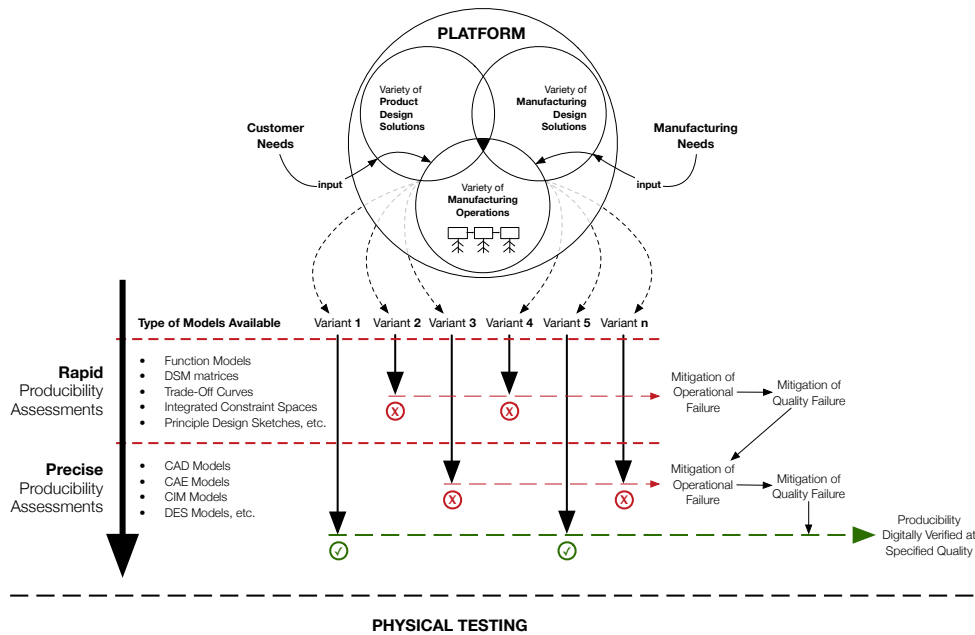 PLATFORM
Variety of
Product
Design
Solutions
Variety of
Manufacturing
Design
Solutions
Customer
Needs
Manufacturing
Needs
input
input
Variety of
Manufacturing
Operations
Type of Models Available
Variant 1
Variant 2
Variant 3
Variant 4
Variant 5
Variant n
Rapid
Producibility
Assessments
• Function Models
• DSM matrices
• Trade-Off Curves
• Integrated Constraint Spaces
• Principle Design Sketches, etc.
X
X
Mitigation of
Operational
Failure
Mitigation of
Quality Failure
Precise
Producibility
Assessments
• CAD Models
• CAE Models
• CIM Models
• DES Models, etc.
X
X
Mitigation of
Operational
Failure
Mitigation of
Quality Failure
Producibility
Digitally Verified at
Specified Quality
PHYSICAL TESTING